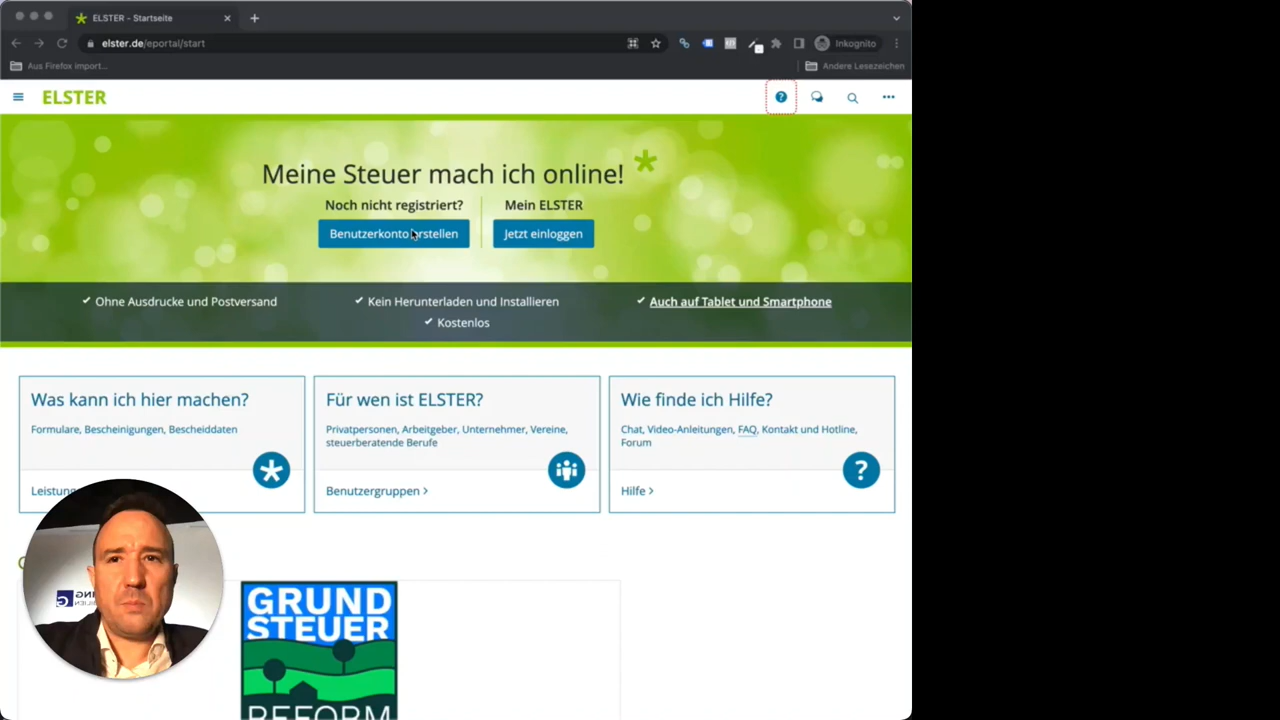 ELSTER - Startseite
elster.de/eportal/start
Inkognito
Aus Firefox import...
Andere Lesezeichen
ELSTER
Meine Steuer mach ich online!
Noch nicht registriert?
Mein ELSTER
Benutzerkonto erstellen
Jetzt einloggen
Ohne Ausdrucke und Postversand
Kein Herunterladen und Installieren
Auch auf Tablet und Smartphone
Kostenlos
Was kann ich hier machen?
Formulare, Bescheinigungen, Bescheiddaten
Leistung
Für wen ist ELSTER?
Privatpersonen, Arbeitgeber, Unternehmer, Vereine,
steuerberatende Berufe
Benutzergruppen
Wie finde ich Hilfe?
Chat, Video-Anleitungen, FAQ, Kontakt und Hotline,
Forum
Hilfe
GRUND
STEUER
REFORM